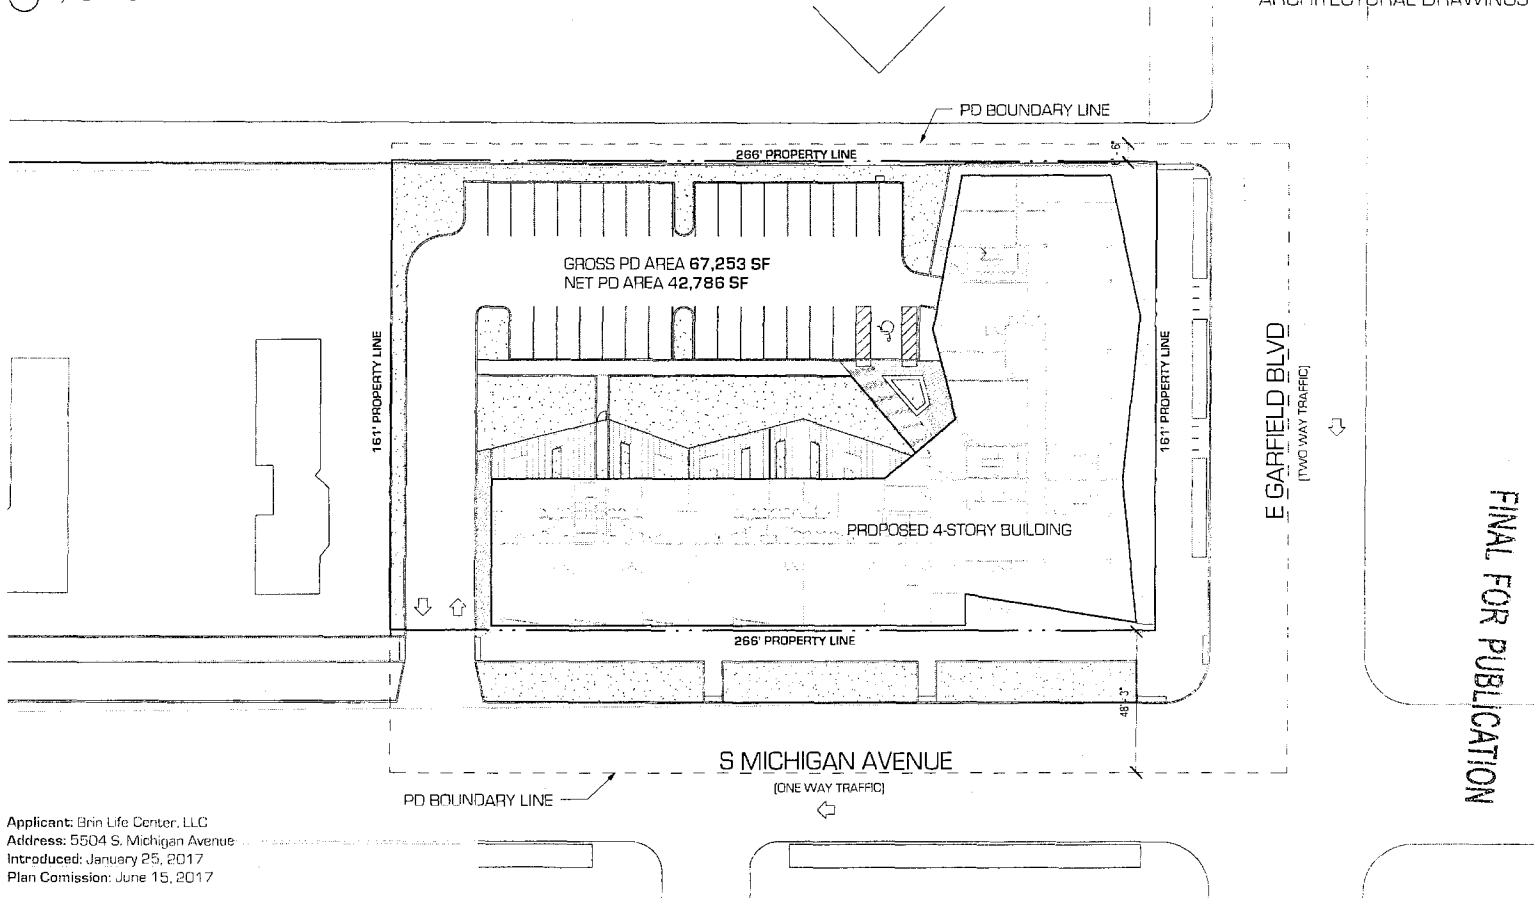 ARCHITECTURAL DRAWINGS
PD BOUNDARY LINE
266' PROPERTY LINE
GROSS PD AREA 67,253 SF
NET PD AREA 42,786 SF
161' PROPERTY LINE
161' PROPERTY LINE
E GARFIELD BLVD
[TWO WAY TRAFFIC]
PROPOSED 4-STORY BUILDING
266' PROPERTY LINE
48'-3"
S MICHIGAN AVENUE
[ONE WAY TRAFFIC]
PD BOUNDARY LINE
FINAL FOR PUBLICATION
Applicant: Brin Life Center, LLC
Address: 5504 S. Michigan Avenue
Introduced: January 25, 2017
Plan Comission: June 15, 2017